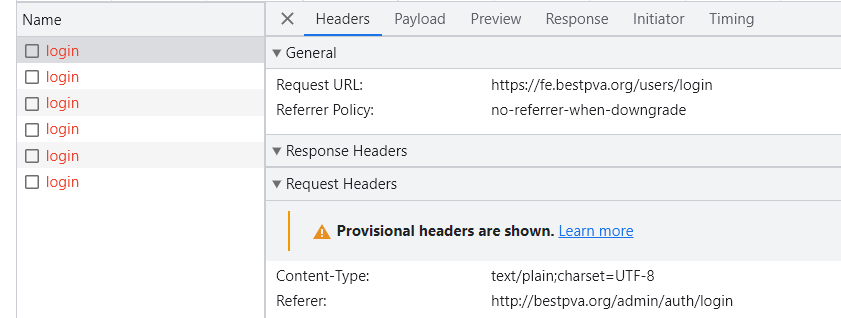 Name
login
login
login
login
login
login
Headers Payload Preview Response Initiator Timing
General
Request URL: https://fe.bestpva.org/users/login
Referrer Policy: no-referrer-when-downgrade
Response Headers
Request Headers
Provisional headers are shown. Learn more
Content-Type: text/plain;charset=UTF-8
Referer: http://bestpva.org/admin/auth/login